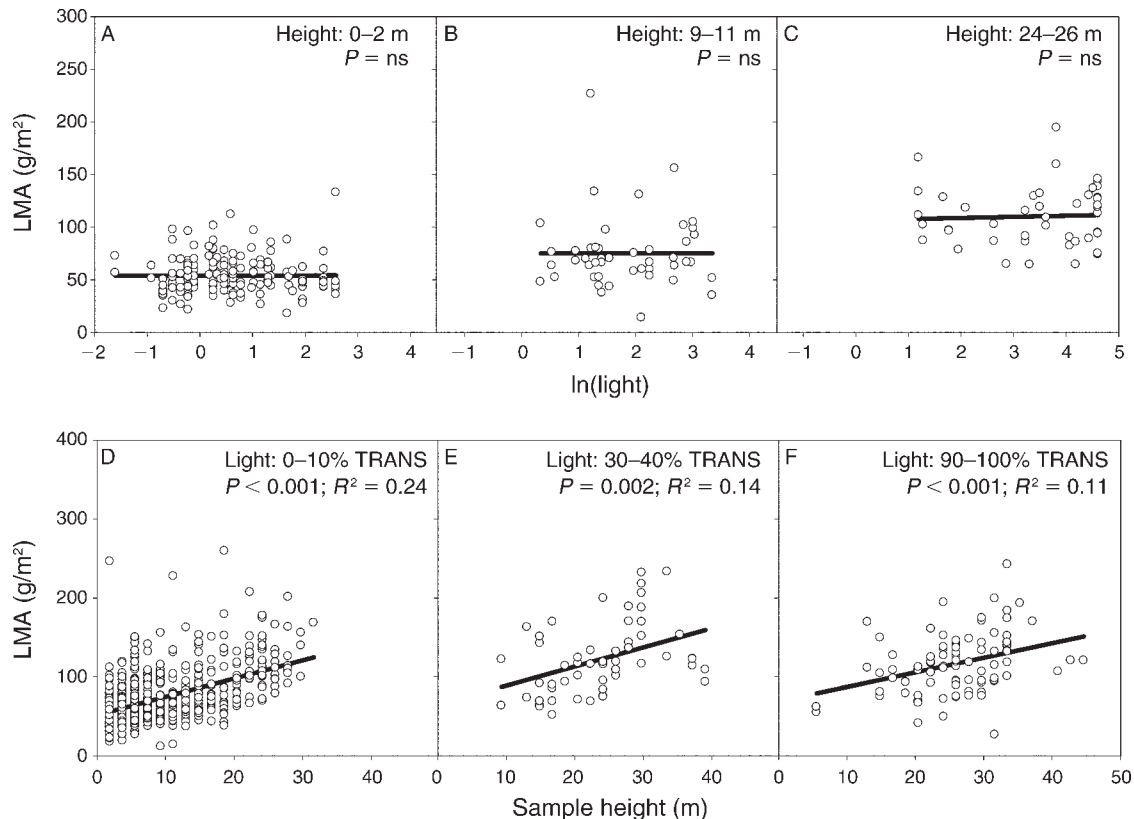 A Height: 0–2 m
P = ns
B Height: 9–11 m
P = ns
C Height: 24–26 m
P = ns
300
250
200
150
100
50
0
LMA (g/m²)
−2 −1 0 1 2 3 4
−1 0 1 2 3 4
−1 0 1 2 3 4 5
ln(light)
D Light: 0–10% TRANS
P < 0.001; R² = 0.24
E Light: 30–40% TRANS
P = 0.002; R² = 0.14
F Light: 90–100% TRANS
P < 0.001; R² = 0.11
400
300
200
100
0
LMA (g/m²)
0 10 20 30 40
0 10 20 30 40
0 10 20 30 40 50
Sample height (m)